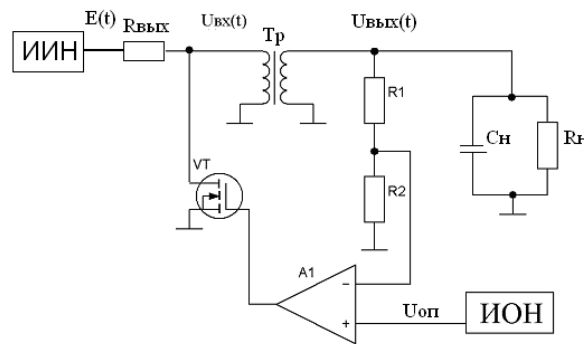 E(t)
Rвых
Uвх(t)
Uвых(t)
ИИН
Тр
R1
Cн
Rн
VT
R2
A1
−
+
Uоп
ИОН